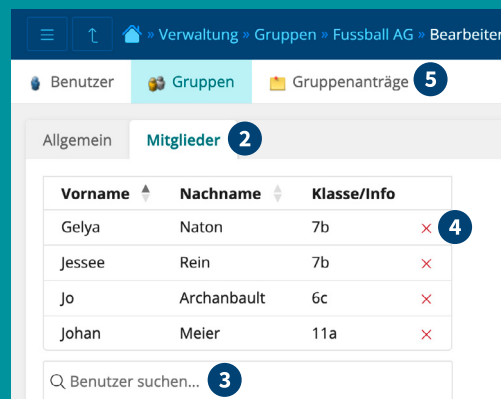 » Verwaltung » Gruppen » Fussball AG » Bearbeiten
Benutzer Gruppen Gruppenanträge 5
Allgemein Mitglieder 2
Vorname Nachname Klasse/Info
Gelya Naton 7b 4
Jessee Rein 7b
Jo Archanbault 6c
Johan Meier 11a
Benutzer suchen... 3